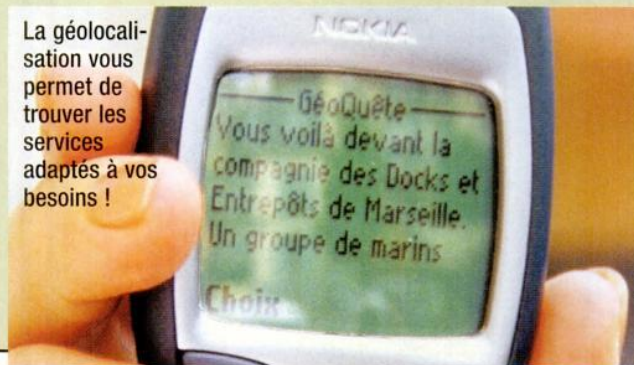 La géolocali-
sation vous
permet de
trouver les
services
adaptés à vos
besoins !
NOKIA
GéoQuête
Vous voilà devant la
compagnie des Docks et
Entrepôts de Marseille.
Un groupe de marins
Choix